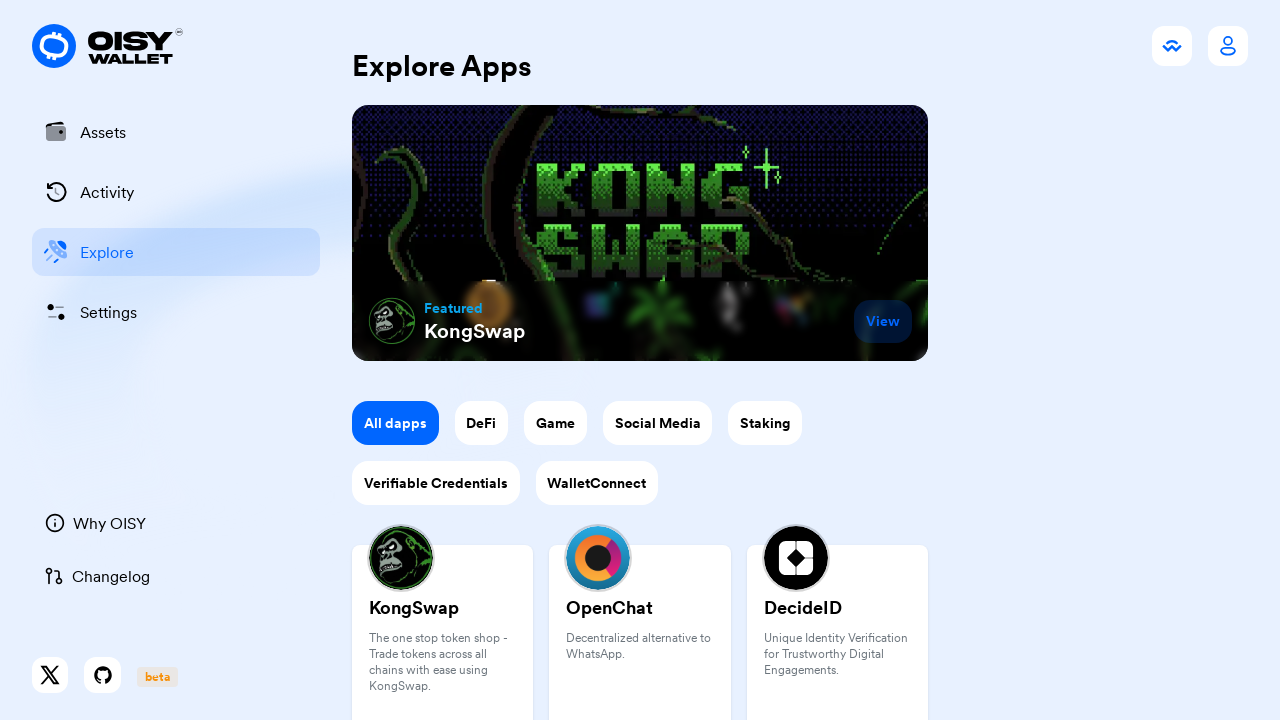 OISY
WALLET
Assets
Activity
Explore
Settings
Why OISY
Changelog
beta
Explore Apps
KONG
SWAP
Featured
KongSwap
View
All dapps
DeFi
Game
Social Media
Staking
Verifiable Credentials
WalletConnect
KongSwap
The one stop token shop -
Trade tokens across all
chains with ease using
KongSwap.
OpenChat
Decentralized alternative to
WhatsApp.
DecideID
Unique Identity Verification
for Trustworthy Digital
Engagements.